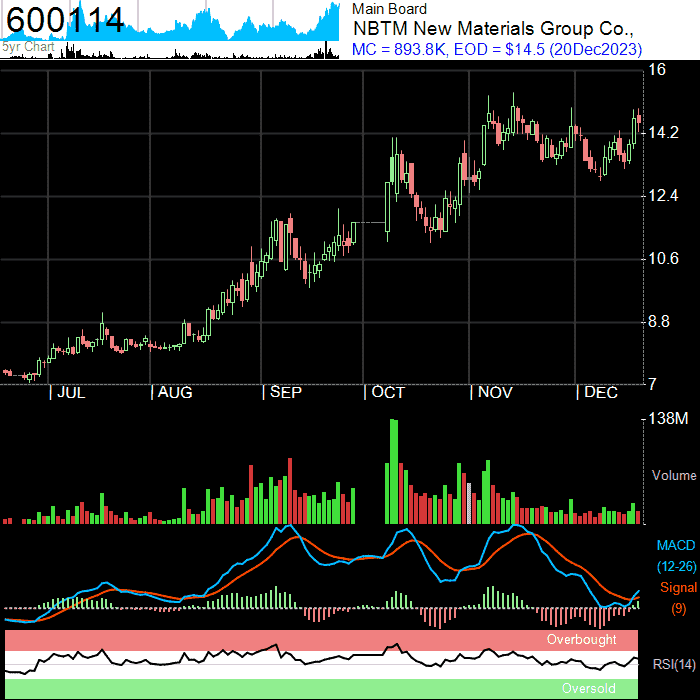 600114
5yr Chart
Main Board
NBTM New Materials Group Co.,
MC = 893.8K, EOD = $14.5 (20Dec2023)
16
14.2
12.4
10.6
8.8
7
JUL
AUG
SEP
OCT
NOV
DEC
138M
Volume
MACD
(12-26)
Signal
(9)
Overbought
RSI(14)
Oversold